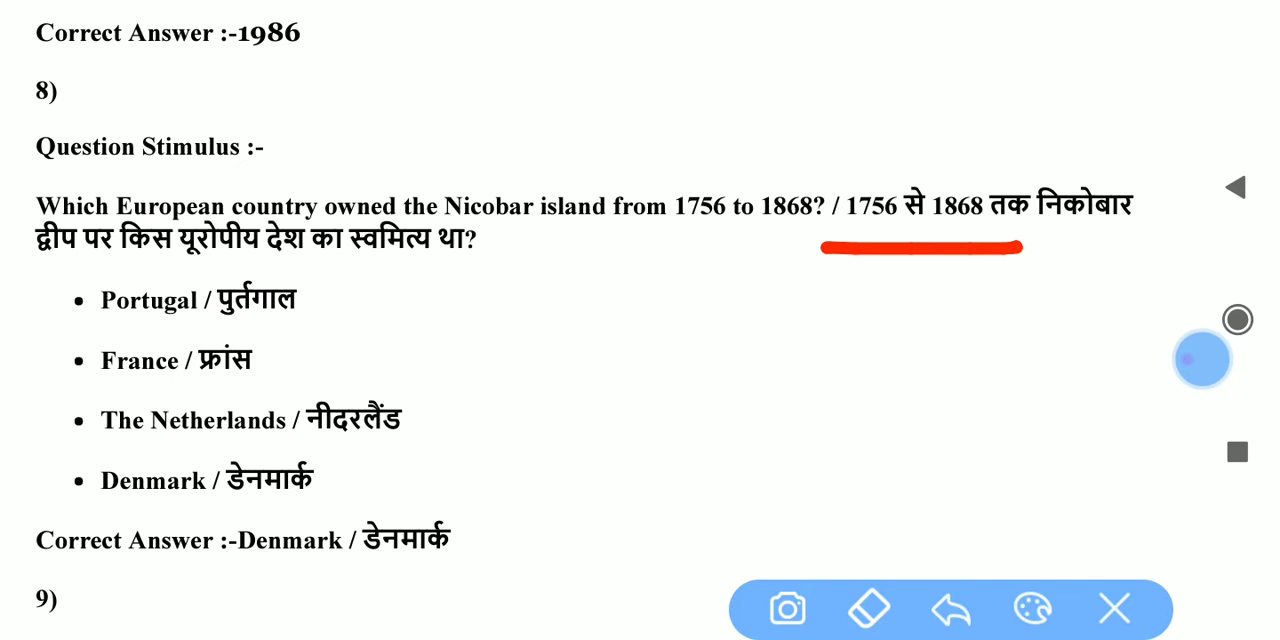 Correct Answer :-1986
8)
Question Stimulus :-
Which European country owned the Nicobar island from 1756 to 1868? / 1756 से 1868 तक निकोबार
द्वीप पर किस यूरोपीय देश का स्वमित्य था?
• Portugal / पुर्तगाल
• France / फ्रांस
• The Netherlands / नीदरलैंड
• Denmark / डेनमार्क
Correct Answer :-Denmark / डेनमार्क
9)